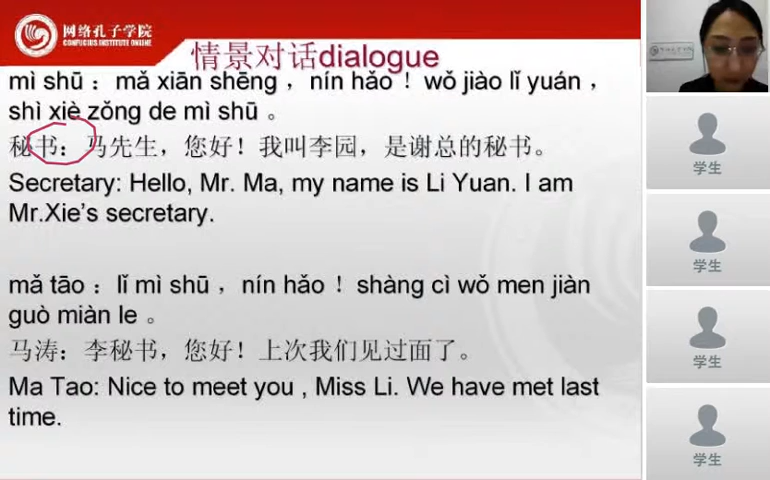 网络孔子学院
CONFUCIUS INSTITUTE ONLINE
情景对话dialogue
mì shū：mǎ xiān shēng，nín hǎo！wǒ jiào lǐ yuán，
shì xiè zǒng de mì shū 。
秘书：马先生，您好！我叫李园，是谢总的秘书。
Secretary: Hello, Mr. Ma, my name is Li Yuan. I am
Mr.Xie's secretary.
mǎ tāo：lǐ mì shū，nín hǎo！shàng cì wǒ men jiàn
guò miàn le 。
马涛：李秘书，您好！上次我们见过面了。
Ma Tao: Nice to meet you , Miss Li. We have met last
time.
学生
学生
学生
学生